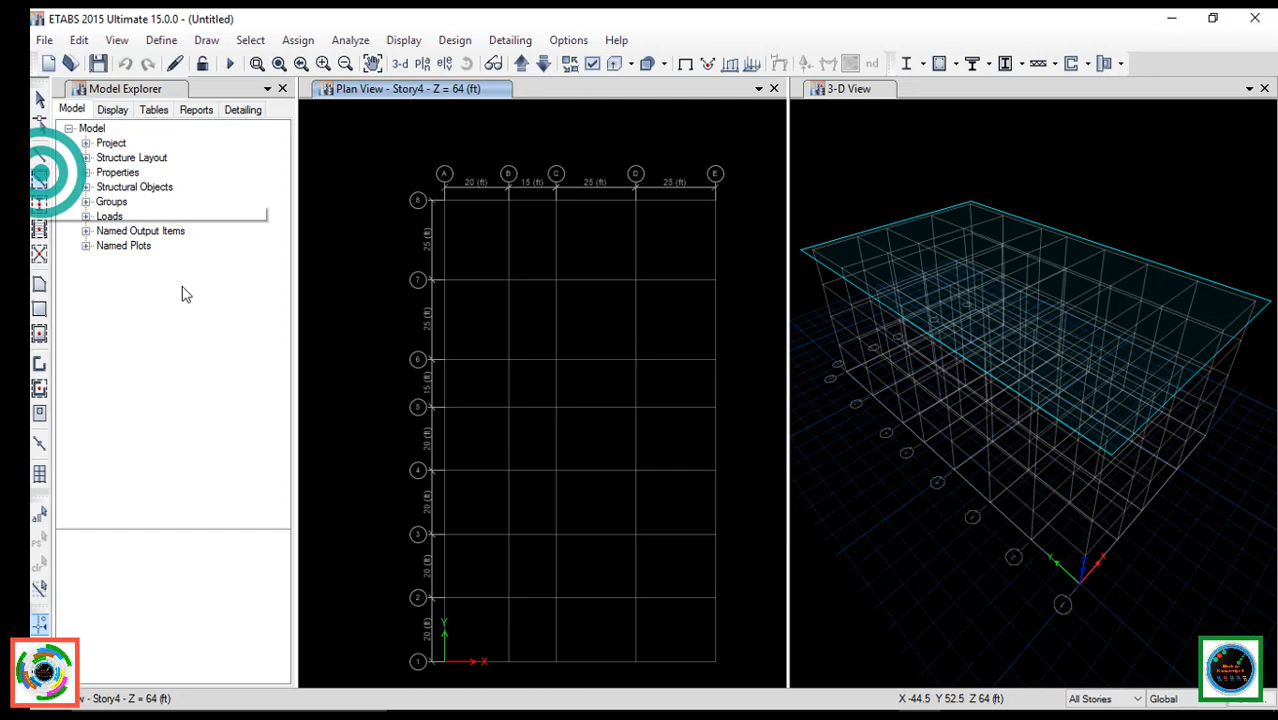 ETABS 2015 Ultimate 15.0.0 - (Untitled)
File Edit View Define Draw Select Assign Analyze Display Design Detailing Options Help
3-d nd
Model Explorer
Plan View - Story4 - Z = 64 (ft)
3-D View
Model Display Tables Reports Detailing
Model
Project
Structure Layout
Properties
Structural Objects
Groups
Loads
Named Output Items
Named Plots
A B C D E
20 (ft) 15 (ft) 25 (ft) 25 (ft)
8
25 (ft)
7
25 (ft)
6
15 (ft)
5
20 (ft)
4
20 (ft)
3
20 (ft)
2
20 (ft)
1
Y
X
Y
X
all
- Story4 - Z = 64 (ft)
X -44.5 Y 52.5 Z 64 (ft)
All Stories
Global